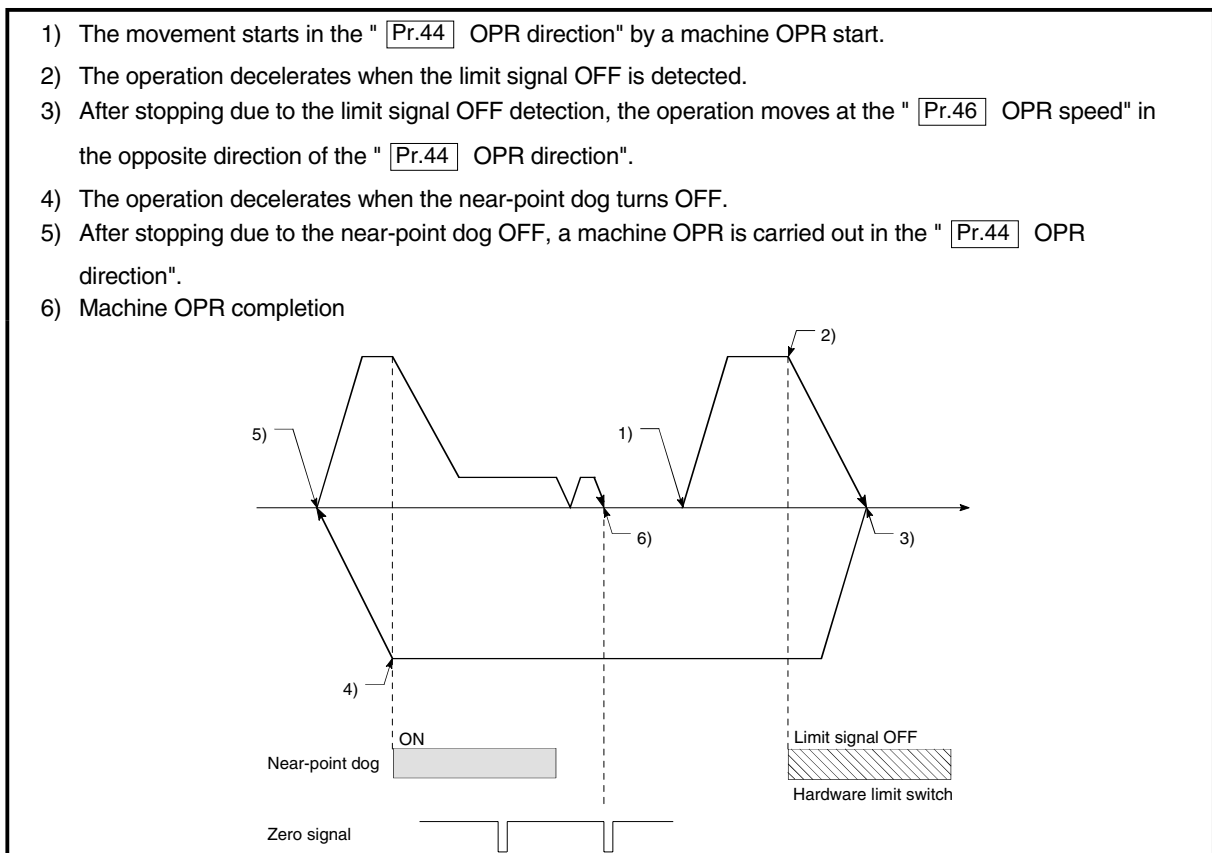 1) The movement starts in the " Pr.44 OPR direction" by a machine OPR start.
2) The operation decelerates when the limit signal OFF is detected.
3) After stopping due to the limit signal OFF detection, the operation moves at the " Pr.46 OPR speed" in
the opposite direction of the " Pr.44 OPR direction".
4) The operation decelerates when the near-point dog turns OFF.
5) After stopping due to the near-point dog OFF, a machine OPR is carried out in the " Pr.44 OPR
direction".
6) Machine OPR completion
2)
5)
1)
6)
3)
4)
ON
Limit signal OFF
Near-point dog
Hardware limit switch
Zero signal